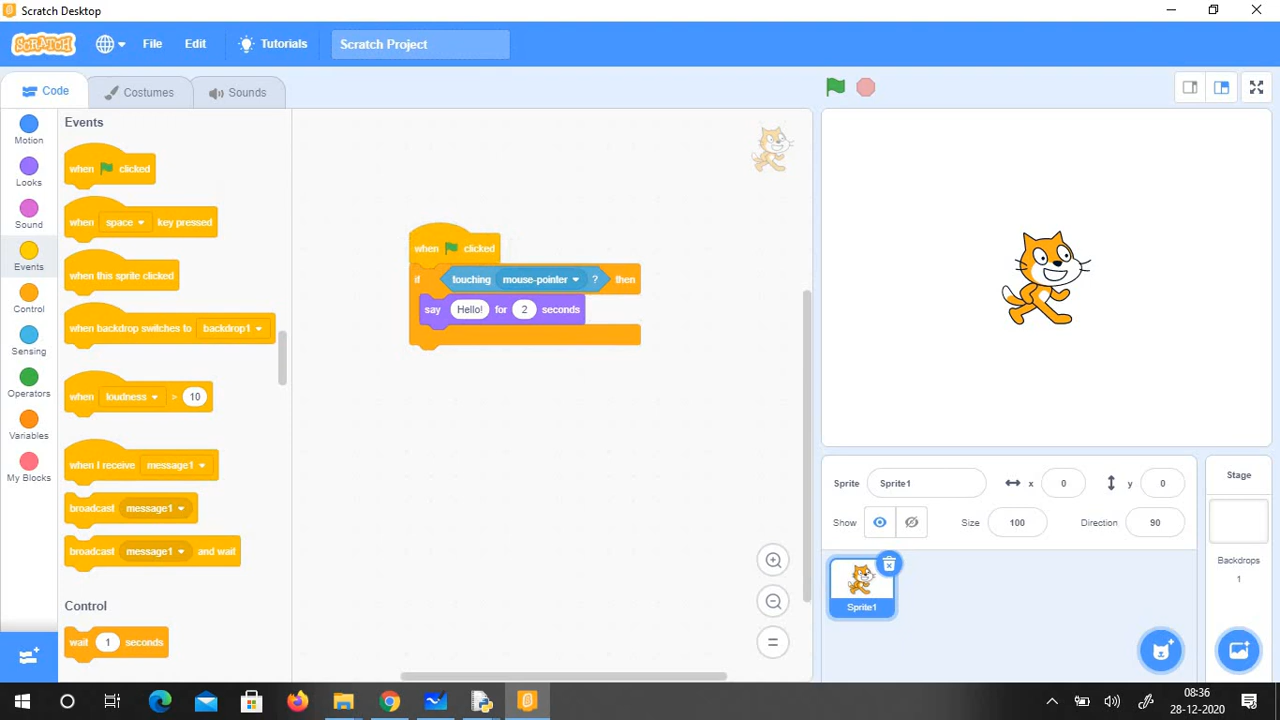 Scratch Desktop
SCRATCH File Edit Tutorials Scratch Project
Code Costumes Sounds
Motion
Looks
Sound
Events
Control
Sensing
Operators
Variables
My Blocks
Events
when clicked
when space key pressed
when this sprite clicked
when backdrop switches to backdrop1
when loudness > 10
when I receive message1
broadcast message1
broadcast message1 and wait
Control
wait 1 seconds
when clicked
if touching mouse-pointer ? then
say Hello! for 2 seconds
Sprite Sprite1 x 0 y 0
Show Size 100 Direction 90
Sprite1
Stage
Backdrops
1
08:36
28-12-2020